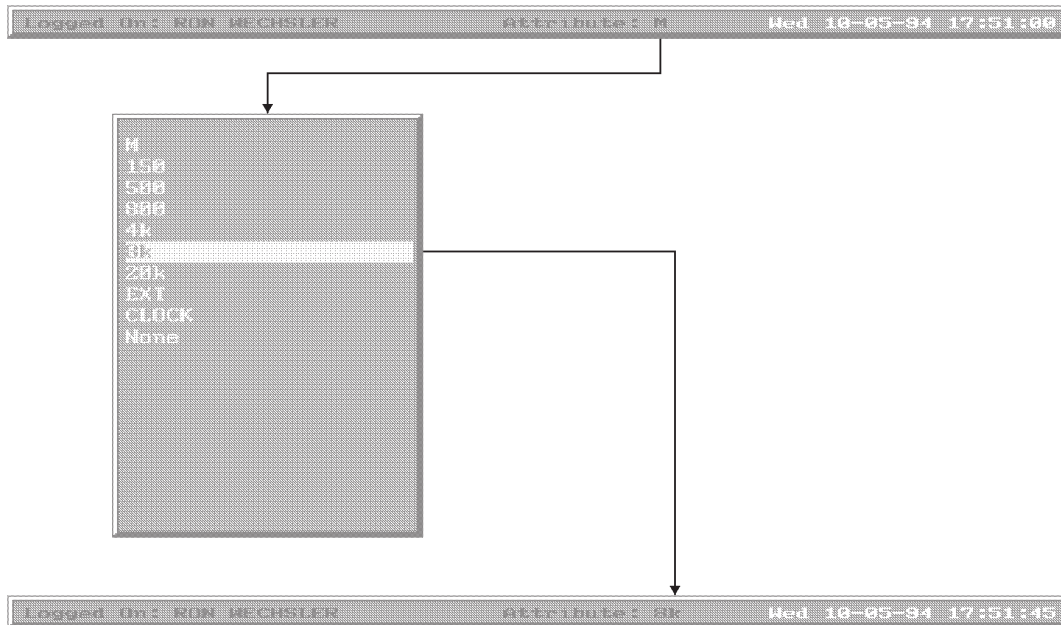 Logged On: RON WECHSLER Attribute: M Wed 10-05-94 17:51:00
M
150
500
800
4k
8k
20k
EXT
CLOCK
None
Logged On: RON WECHSLER Attribute: 8k Wed 10-05-94 17:51:45